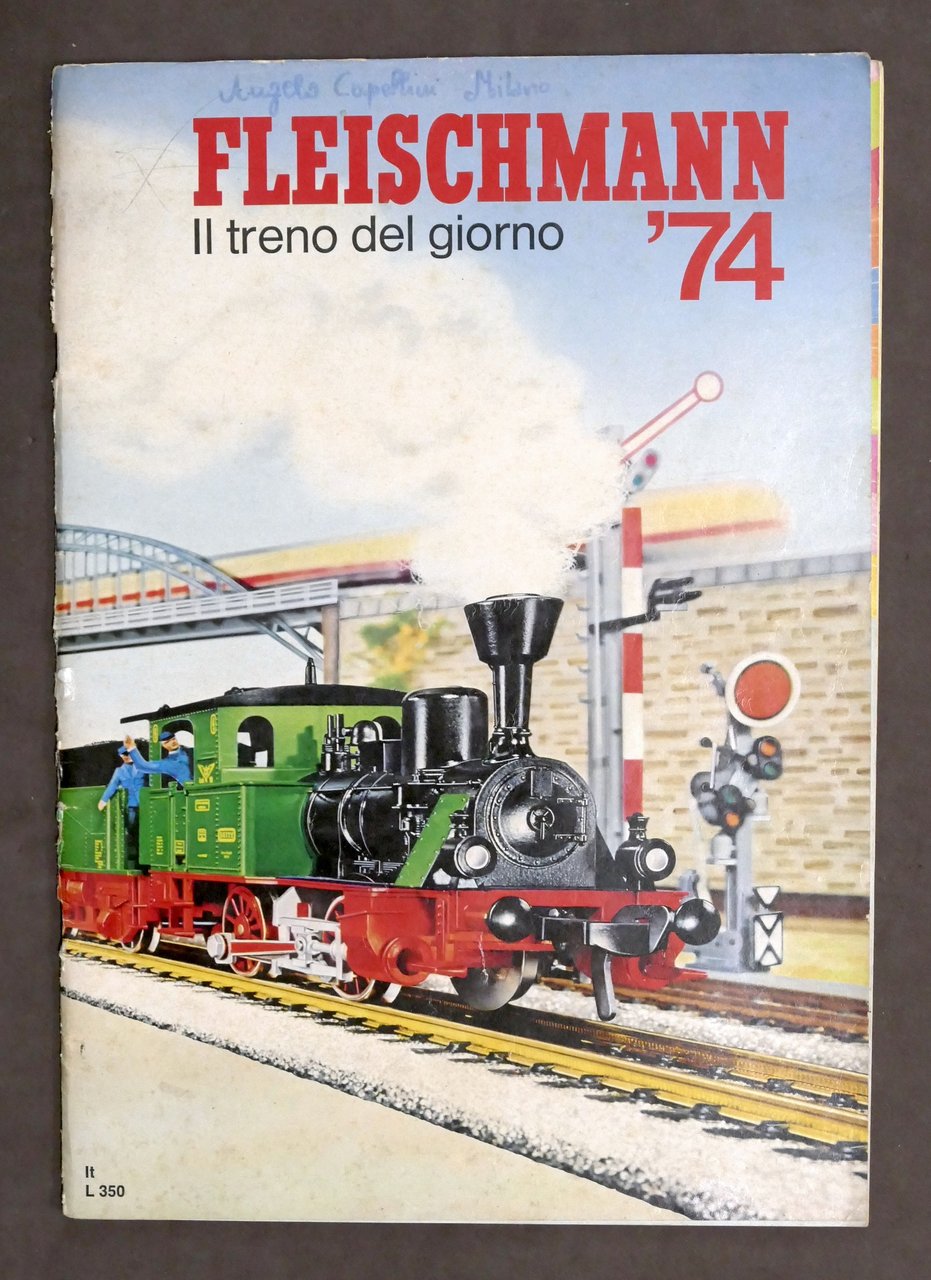 Angelo Capellini Milano
FLEISCHMANN
Il treno del giorno
'74
It
L 350